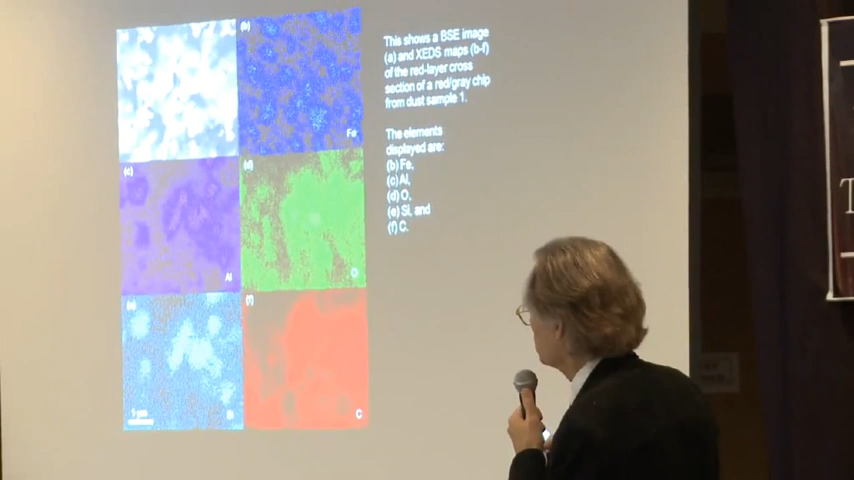 (b)
Fe
(c)
Al
(d)
O
(e)
Si
1 µm
(f)
C
This shows a BSE image
(a) and XEDS maps (b-f)
of the red-layer cross
section of a red/gray chip
from dust sample 1.
The elements
displayed are:
(b) Fe,
(c) Al,
(d) O,
(e) Si, and
(f) C.
T